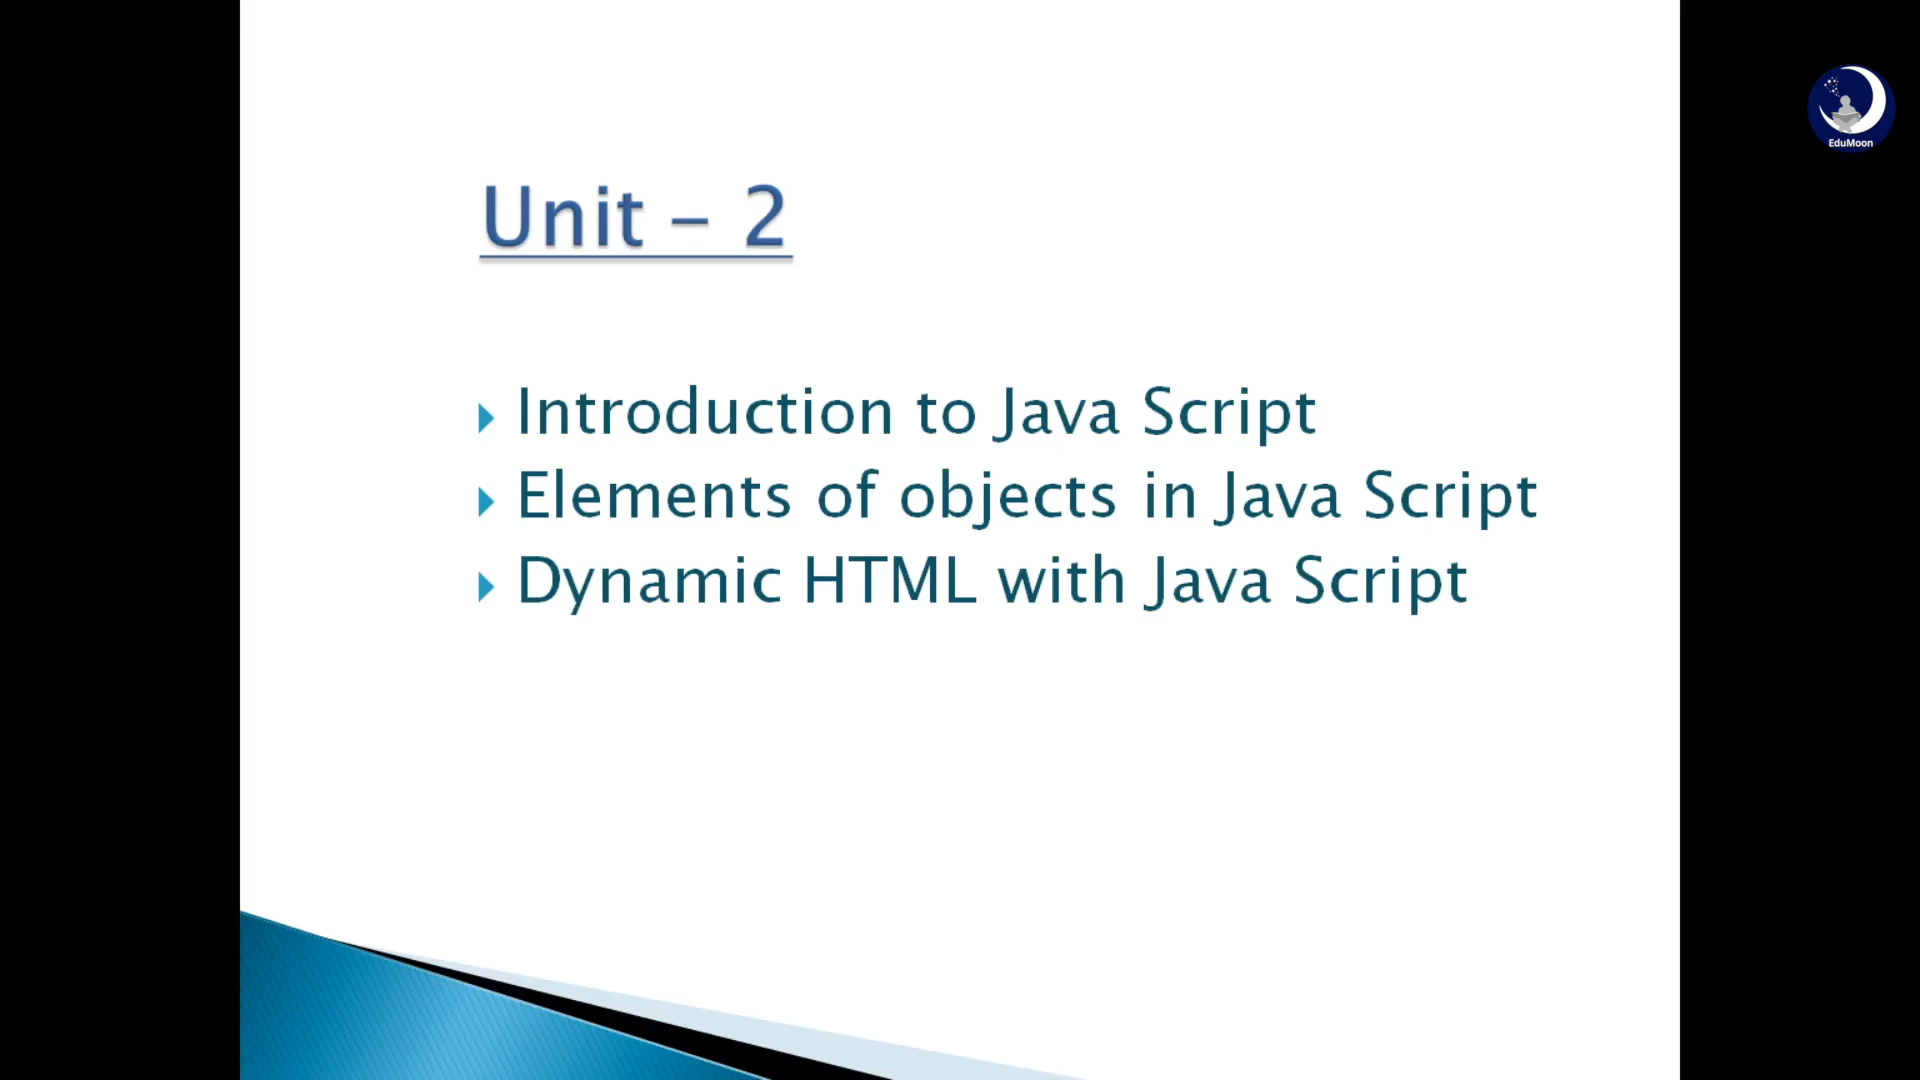 EduMoon
Unit - 2
Introduction to Java Script
Elements of objects in Java Script
Dynamic HTML with Java Script